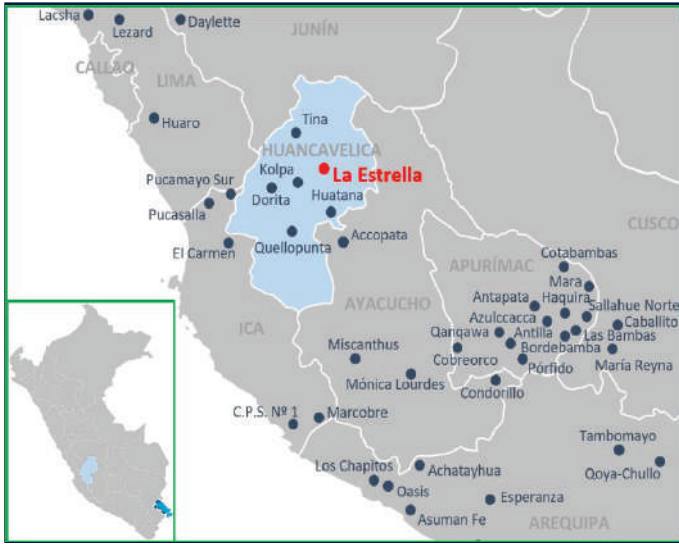 Lacsha
Lezard
Daylette
JUNÍN
CALLAO
LIMA
Huaro
Tina
HUANCAVELICA
Kolpa
La Estrella
Pucamayo Sur
Dorita
Huatana
Pucasalla
CUSCO
El Carmen
Quellopunta
Accopata
Cotabambas
APURÍMAC
Mara
Antapata
Haquira
Sallahue Norte
AYACUCHO
Azulccacca
Caballito
ICA
Qanqawa
Antilla
Las Bambas
Miscanthus
Bordebamba
Cobreorco
Pórfido
María Reyna
Mónica Lourdes
Condorillo
C.P.S. Nº 1
Marcobre
Tambomayo
Los Chapitos
Achatayhua
Qoya-Chullo
Oasis
Esperanza
Asuman Fe
AREQUIPA